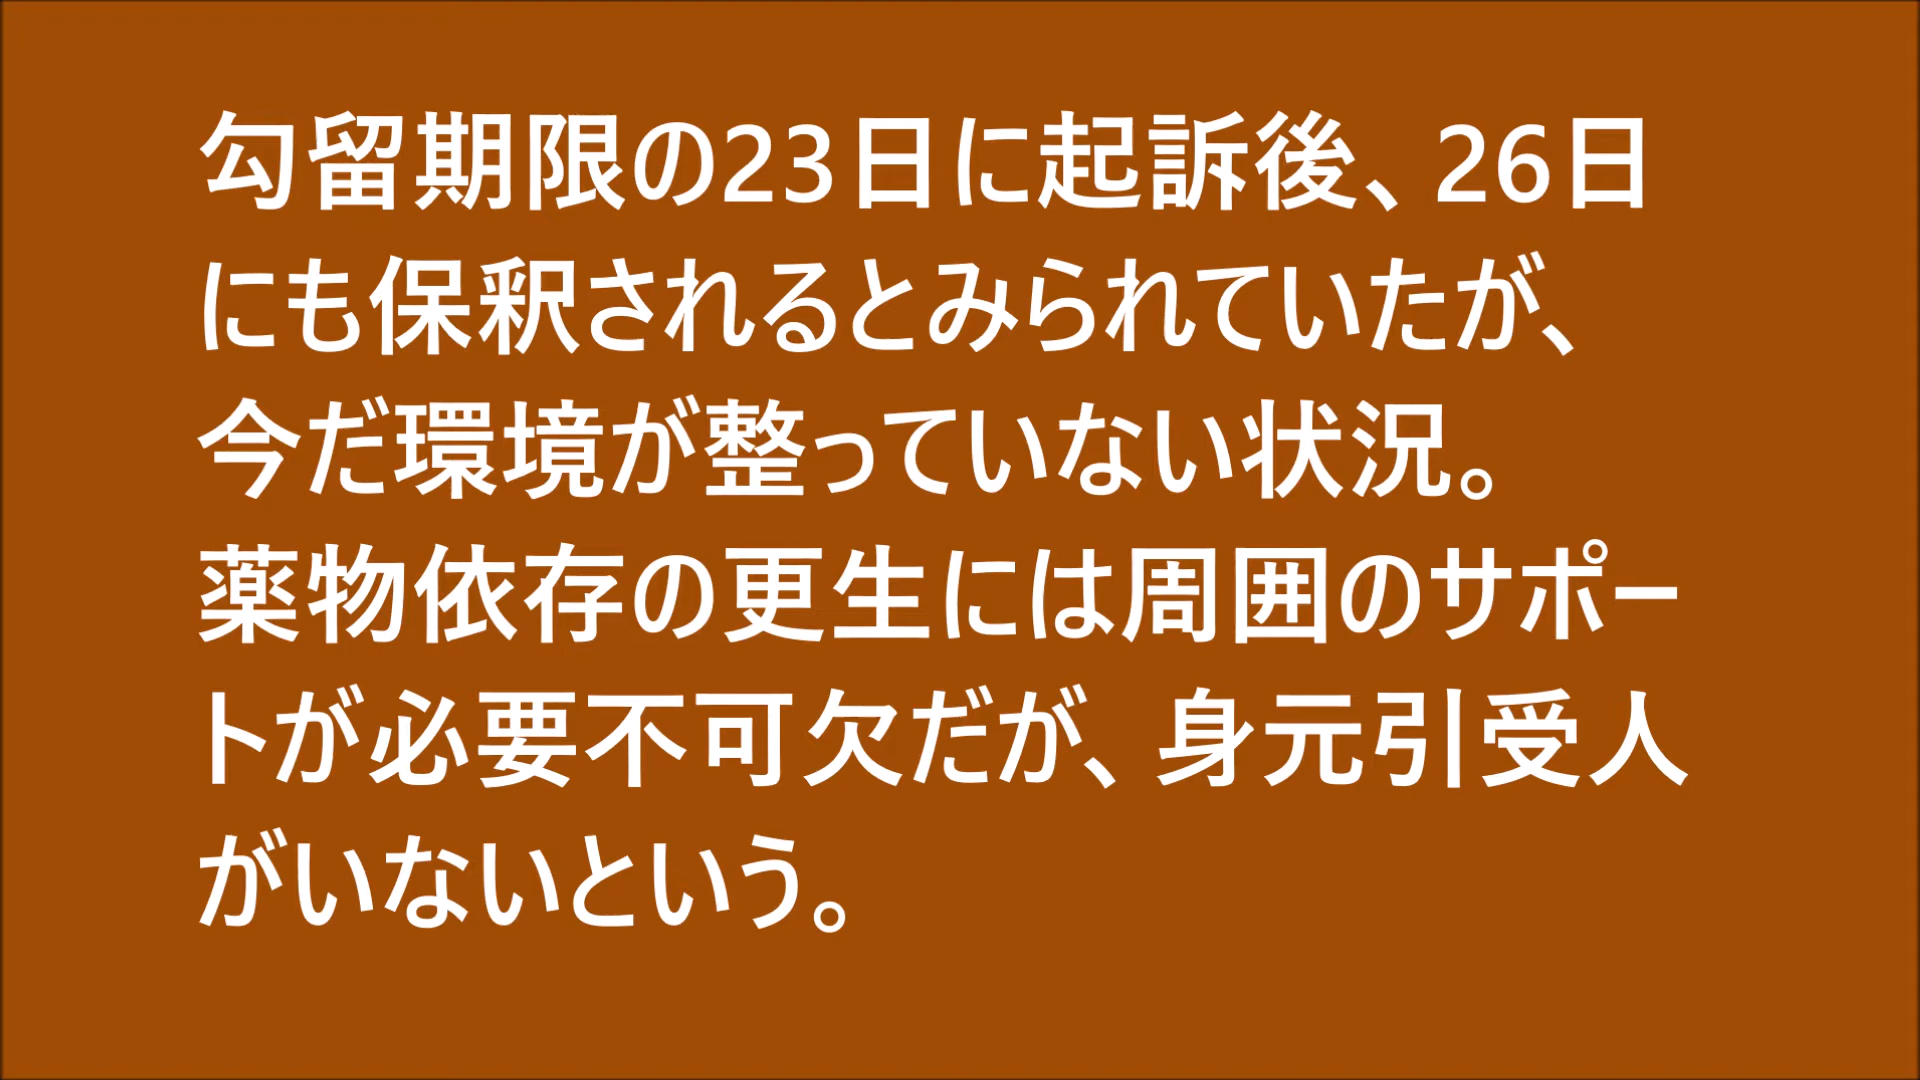 勾留期限の23日に起訴後、26日
にも保釈されるとみられていたが、
今だ環境が整っていない状況。
薬物依存の更生には周囲のサポー
トが必要不可欠だが、身元引受人
がいないという。